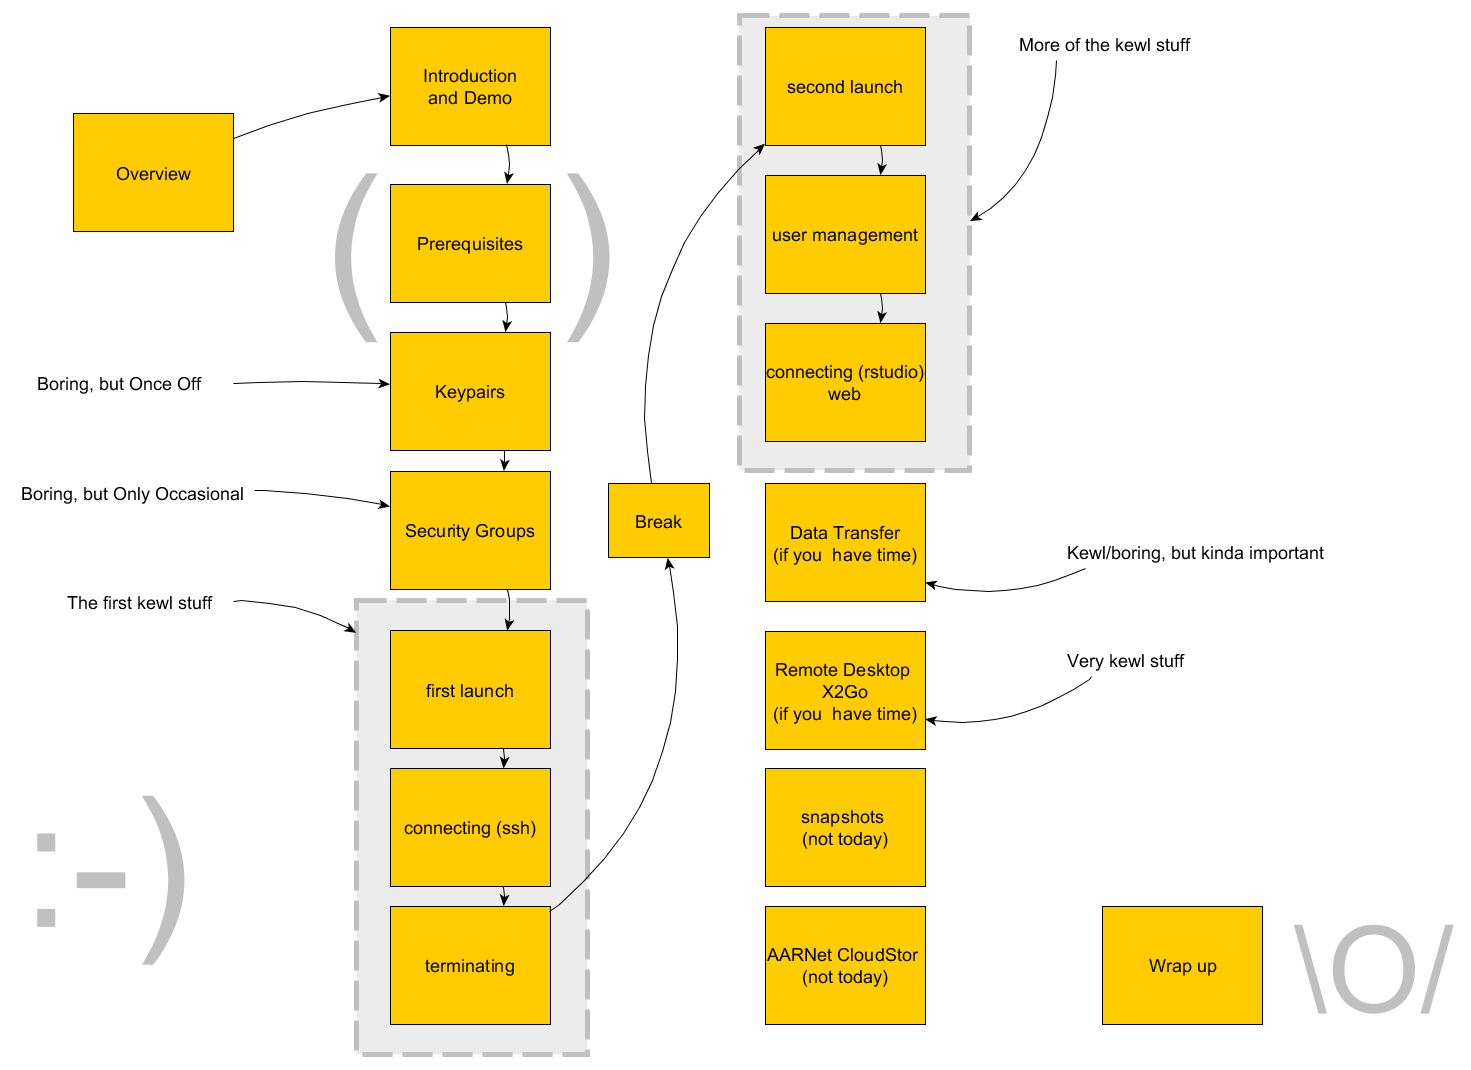 Overview
Introduction
and Demo
(
Prerequisites
)
Boring, but Once Off
Keypairs
Boring, but Only Occasional
Security Groups
The first kewl stuff
first launch
connecting (ssh)
terminating
:-)
Break
second launch
More of the kewl stuff
user management
connecting (rstudio)
web
Data Transfer
(if you  have time)
Kewl/boring, but kinda important
Remote Desktop
X2Go
(if you  have time)
Very kewl stuff
snapshots
(not today)
AARNet CloudStor
(not today)
Wrap up
\O/